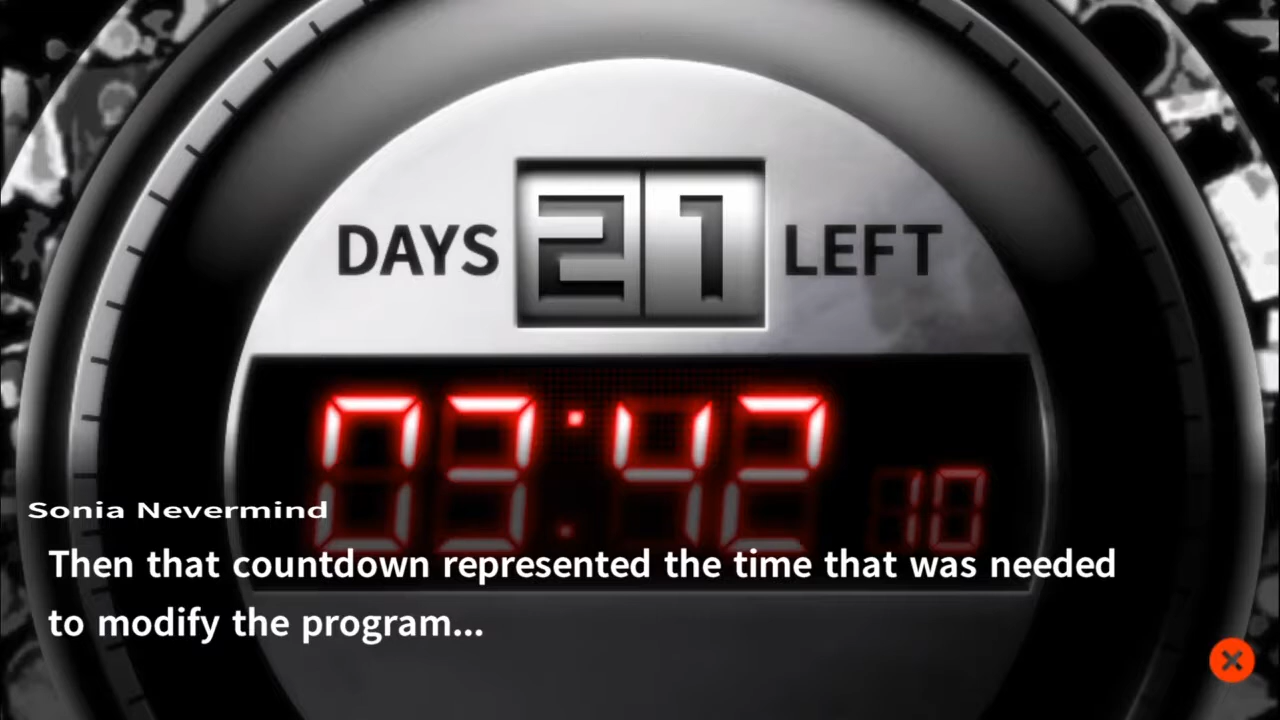 DAYS 21 LEFT
03:42 10
Sonia Nevermind
Then that countdown represented the time that was needed
to modify the program...